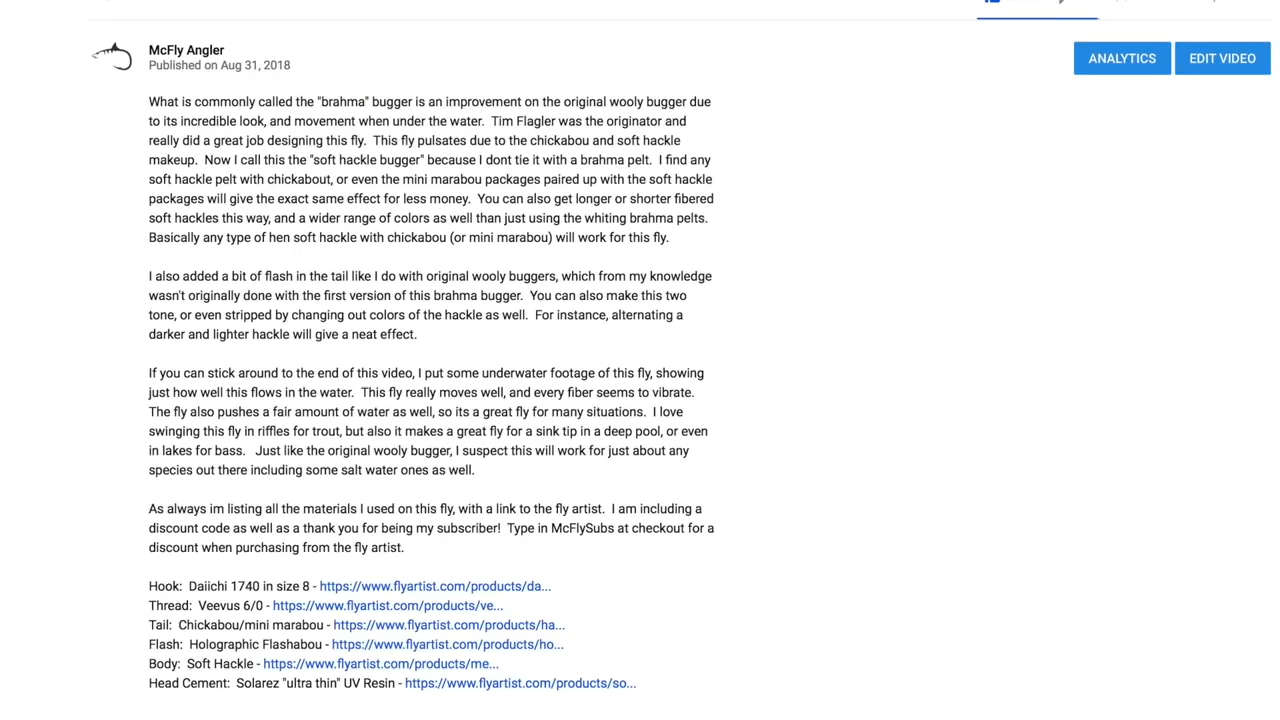 McFly Angler
Published on Aug 31, 2018
ANALYTICS
EDIT VIDEO
What is commonly called the "brahma" bugger is an improvement on the original wooly bugger due
to its incredible look, and movement when under the water.  Tim Flagler was the originator and
really did a great job designing this fly.  This fly pulsates due to the chickabou and soft hackle
makeup.  Now I call this the "soft hackle bugger" because I dont tie it with a brahma pelt.  I find any
soft hackle pelt with chickabout, or even the mini marabou packages paired up with the soft hackle
packages will give the exact same effect for less money.  You can also get longer or shorter fibered
soft hackles this way, and a wider range of colors as well than just using the whiting brahma pelts.
Basically any type of hen soft hackle with chickabou (or mini marabou) will work for this fly.
I also added a bit of flash in the tail like I do with original wooly buggers, which from my knowledge
wasn't originally done with the first version of this brahma bugger.  You can also make this two
tone, or even stripped by changing out colors of the hackle as well.  For instance, alternating a
darker and lighter hackle will give a neat effect.
If you can stick around to the end of this video, I put some underwater footage of this fly, showing
just how well this flows in the water.  This fly really moves well, and every fiber seems to vibrate.
The fly also pushes a fair amount of water as well, so its a great fly for many situations.  I love
swinging this fly in riffles for trout, but also it makes a great fly for a sink tip in a deep pool, or even
in lakes for bass.   Just like the original wooly bugger, I suspect this will work for just about any
species out there including some salt water ones as well.
As always im listing all the materials I used on this fly, with a link to the fly artist.  I am including a
discount code as well as a thank you for being my subscriber!  Type in McFlySubs at checkout for a
discount when purchasing from the fly artist.
Hook:  Daiichi 1740 in size 8 - https://www.flyartist.com/products/da...
Thread:  Veevus 6/0 - https://www.flyartist.com/products/ve...
Tail:  Chickabou/mini marabou - https://www.flyartist.com/products/ha...
Flash:  Holographic Flashabou - https://www.flyartist.com/products/ho...
Body:  Soft Hackle - https://www.flyartist.com/products/me...
Head Cement:  Solarez "ultra thin" UV Resin - https://www.flyartist.com/products/so...